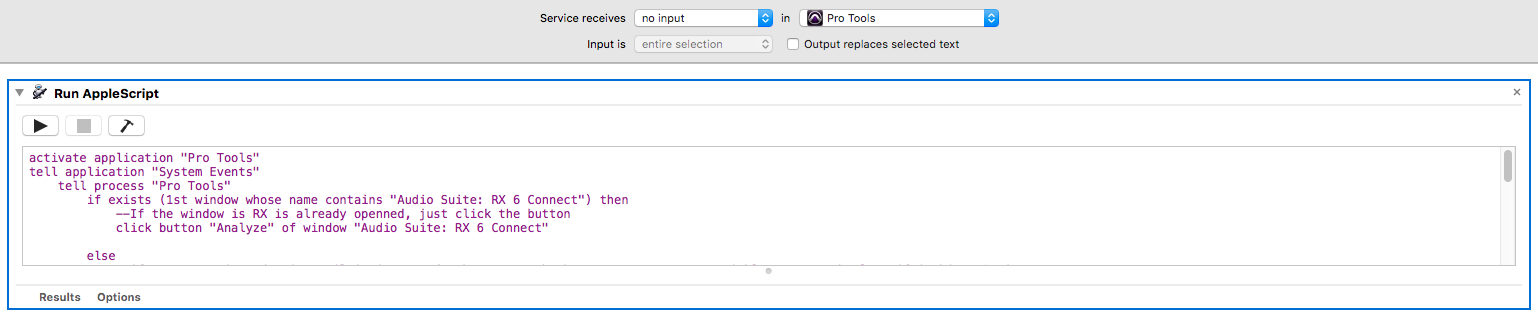 Service receives no input in Pro Tools
Input is entire selection Output replaces selected text
Run AppleScript
activate application "Pro Tools"
tell application "System Events"
tell process "Pro Tools"
if exists (1st window whose name contains "Audio Suite: RX 6 Connect") then
--If the window is RX is already openned, just click the button
click button "Analyze" of window "Audio Suite: RX 6 Connect"
else
Results Options